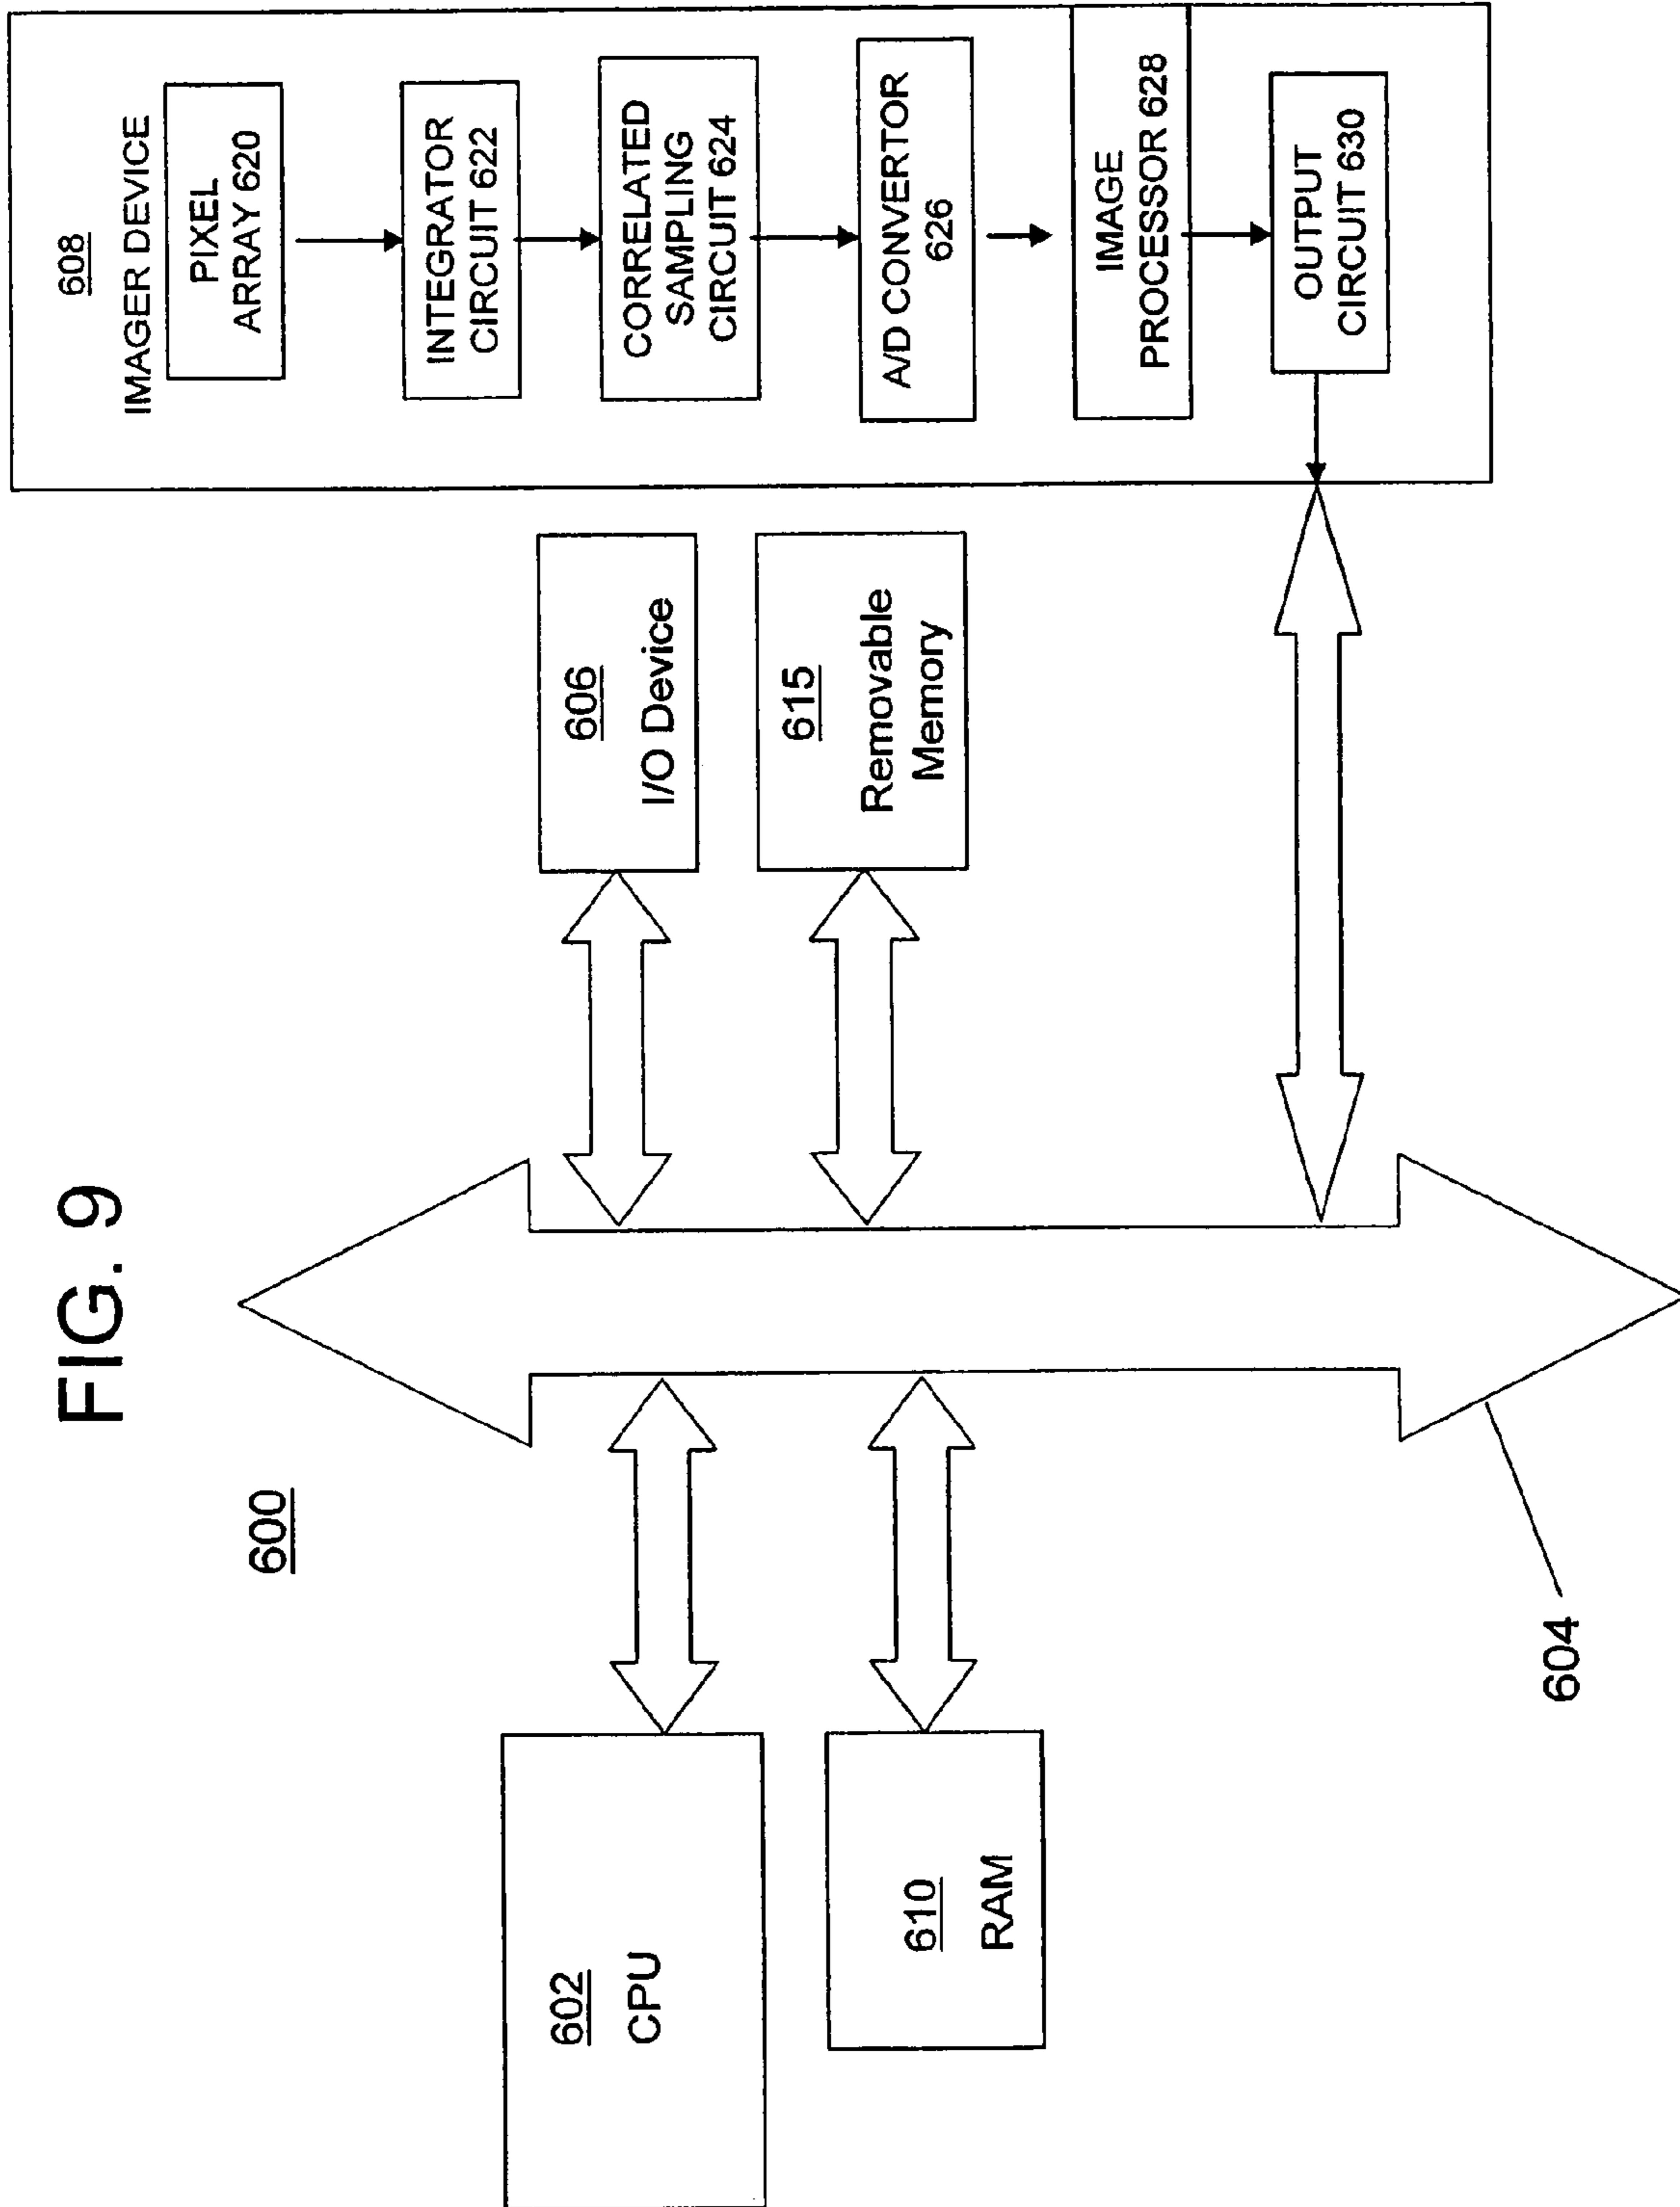 FIG. 9
600
602
CPU
610
RAM
604
606
I/O Device
615
Removable
Memory
608
IMAGER DEVICE
PIXEL
ARRAY 620
INTEGRATOR
CIRCUIT 622
CORRELATED
SAMPLING
CIRCUIT 624
A/D CONVERTOR
626
IMAGE
PROCESSOR 628
OUTPUT
CIRCUIT 630